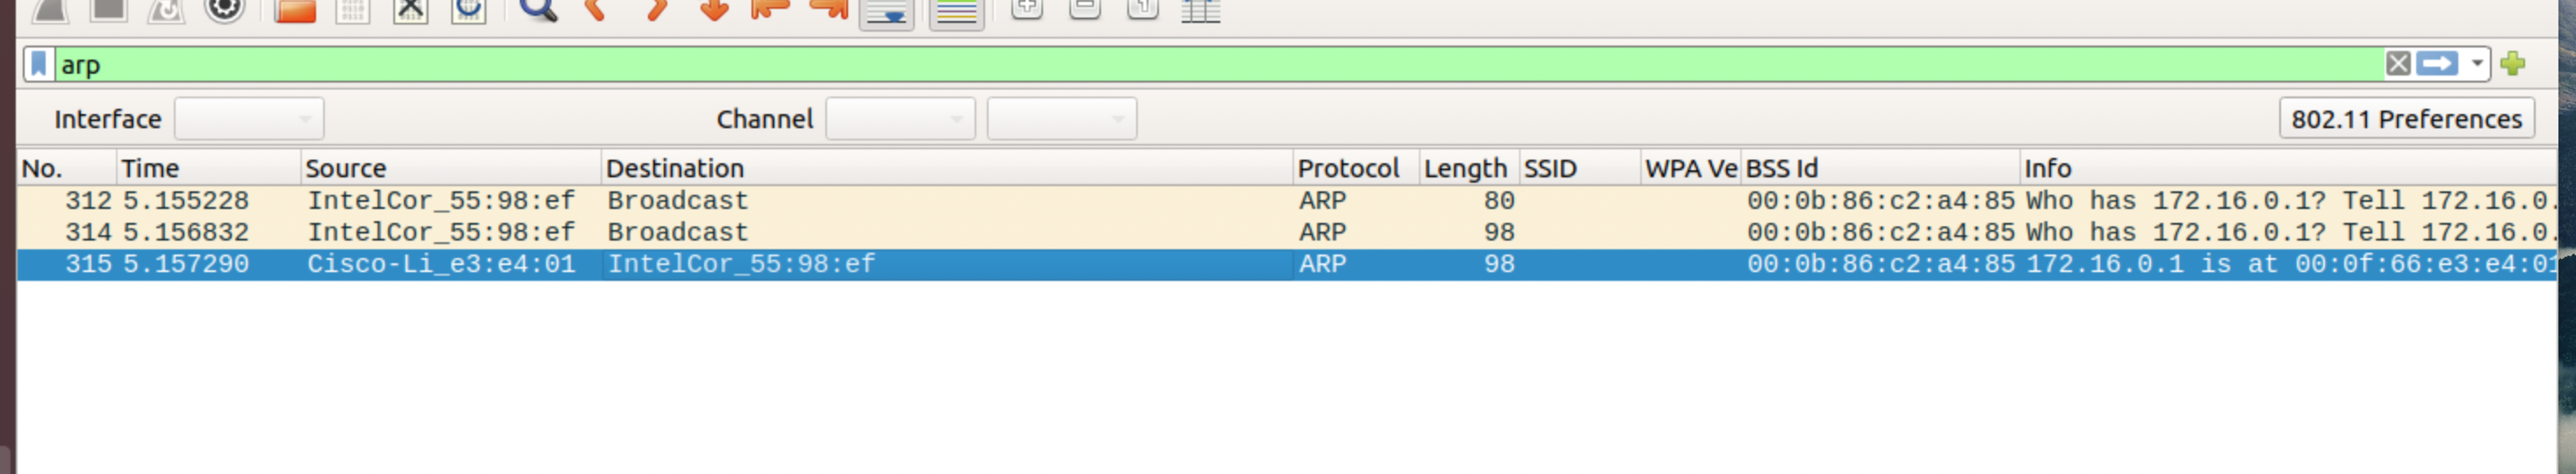 arp
Interface Channel 802.11 Preferences
No. Time Source Destination Protocol Length SSID WPA Ve BSS Id Info
312 5.155228 IntelCor_55:98:ef Broadcast ARP 80 00:0b:86:c2:a4:85 Who has 172.16.0.1? Tell 172.16.0.
314 5.156832 IntelCor_55:98:ef Broadcast ARP 98 00:0b:86:c2:a4:85 Who has 172.16.0.1? Tell 172.16.0.
315 5.157290 Cisco-Li_e3:e4:01 IntelCor_55:98:ef ARP 98 00:0b:86:c2:a4:85 172.16.0.1 is at 00:0f:66:e3:e4:01